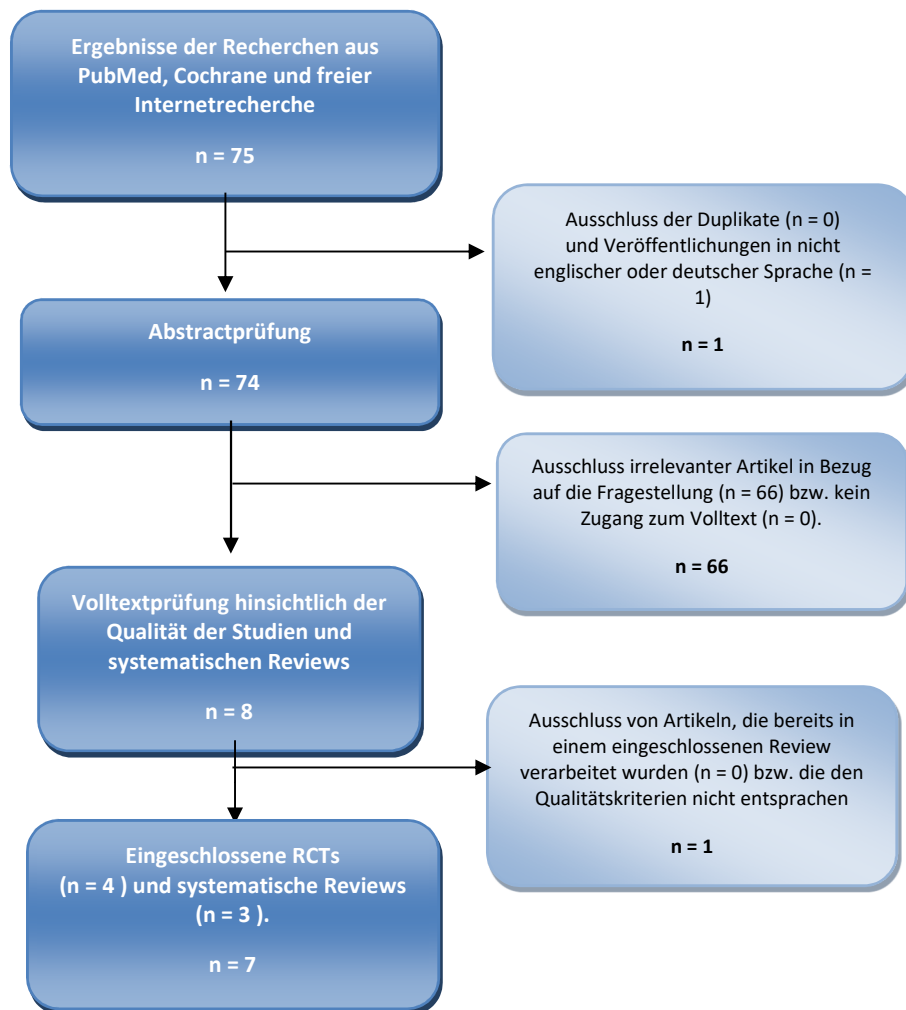 Ergebnisse der Recherchen aus
PubMed, Cochrane und freier
Internetrecherche
n = 75
Ausschluss der Duplikate (n = 0)
und Veröffentlichungen in nicht
englischer oder deutscher Sprache (n =
1)
n = 1
Abstractprüfung
n = 74
Ausschluss irrelevanter Artikel in Bezug
auf die Fragestellung (n = 66) bzw. kein
Zugang zum Volltext (n = 0).
n = 66
Volltextprüfung hinsichtlich der
Qualität der Studien und
systematischen Reviews
n = 8
Ausschluss von Artikeln, die bereits in
einem eingeschlossenen Review
verarbeitet wurden (n = 0) bzw. die den
Qualitätskriterien nicht entsprachen
n = 1
Eingeschlossene RCTs
(n = 4 ) und systematische Reviews
(n = 3 ).
n = 7